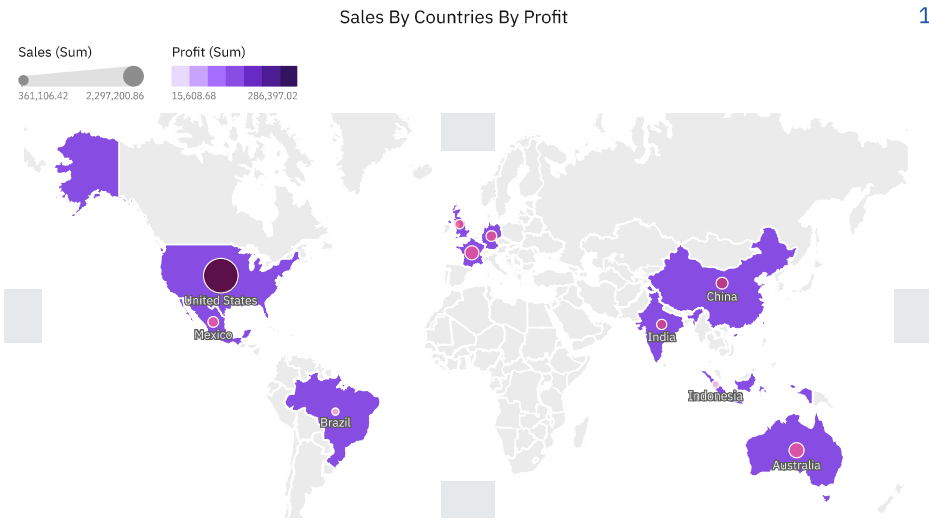 Sales By Countries By Profit
1
Sales (Sum)
361,106.42 2,297,200.86
Profit (Sum)
15,608.68 286,397.02
United States
Mexico
Brazil
China
India
Indonesia
Australia